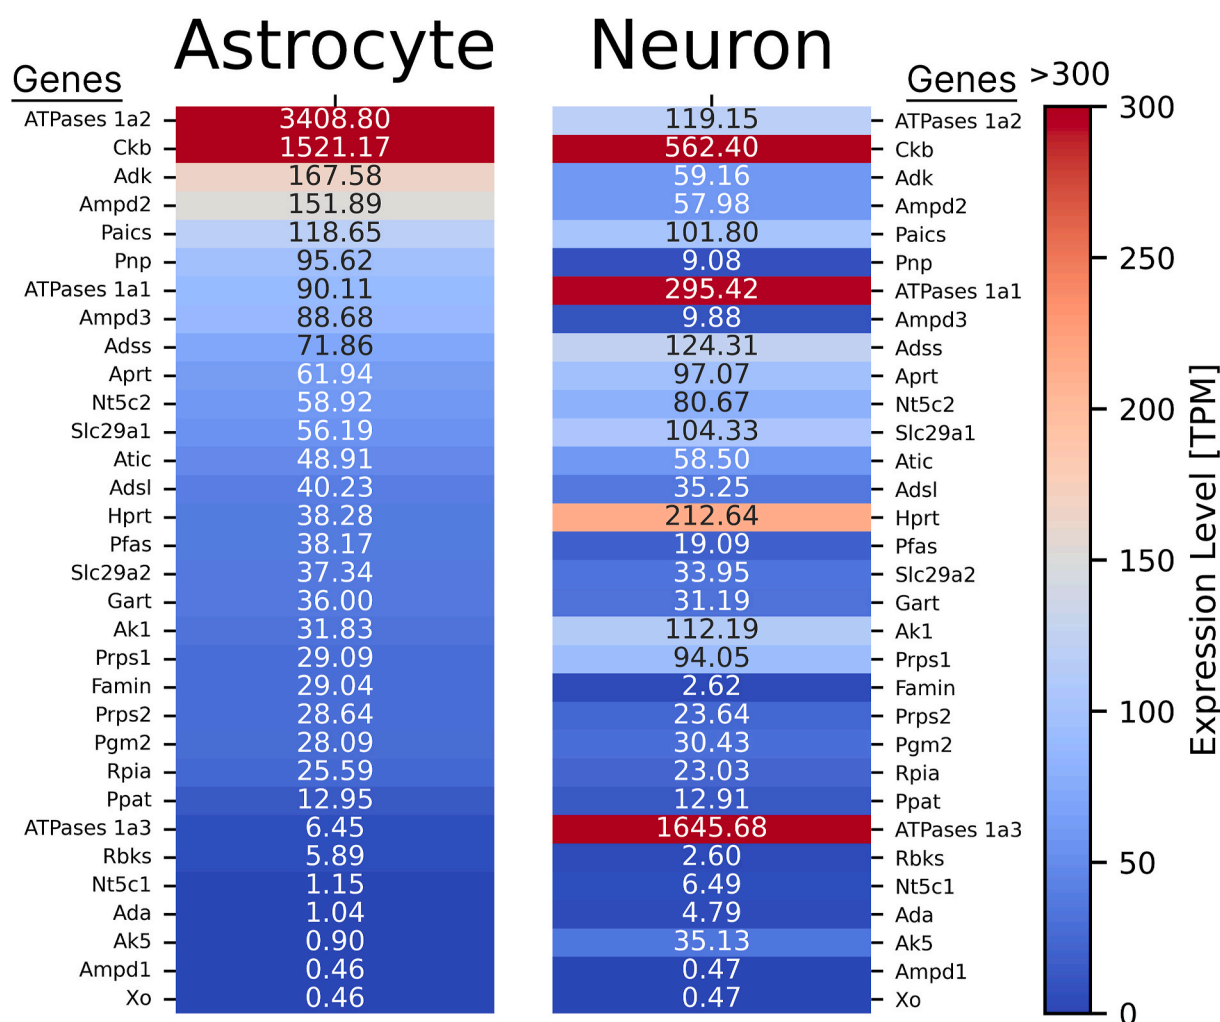 Astrocyte Neuron
Genes Genes >300
ATPases 1a2 3408.80 119.15 ATPases 1a2 300
Ckb 1521.17 562.40 Ckb
Adk 167.58 59.16 Adk
Ampd2 151.89 57.98 Ampd2
Paics 118.65 101.80 Paics
Pnp 95.62 9.08 Pnp 250
ATPases 1a1 90.11 295.42 ATPases 1a1
Ampd3 88.68 9.88 Ampd3
Adss 71.86 124.31 Adss
Aprt 61.94 97.07 Aprt
Nt5c2 58.92 80.67 Nt5c2 200
Slc29a1 56.19 104.33 Slc29a1
Atic 48.91 58.50 Atic
Adsl 40.23 35.25 Adsl
Hprt 38.28 212.64 Hprt
Pfas 38.17 19.09 Pfas 150
Slc29a2 37.34 33.95 Slc29a2
Gart 36.00 31.19 Gart
Ak1 31.83 112.19 Ak1
Prps1 29.09 94.05 Prps1
Famin 29.04 2.62 Famin
Prps2 28.64 23.64 Prps2 100
Pgm2 28.09 30.43 Pgm2
Rpia 25.59 23.03 Rpia
Ppat 12.95 12.91 Ppat
ATPases 1a3 6.45 1645.68 ATPases 1a3
Rbks 5.89 2.60 Rbks 50
Nt5c1 1.15 6.49 Nt5c1
Ada 1.04 4.79 Ada
Ak5 0.90 35.13 Ak5
Ampd1 0.46 0.47 Ampd1
Xo 0.46 0.47 Xo 0
Expression Level [TPM]